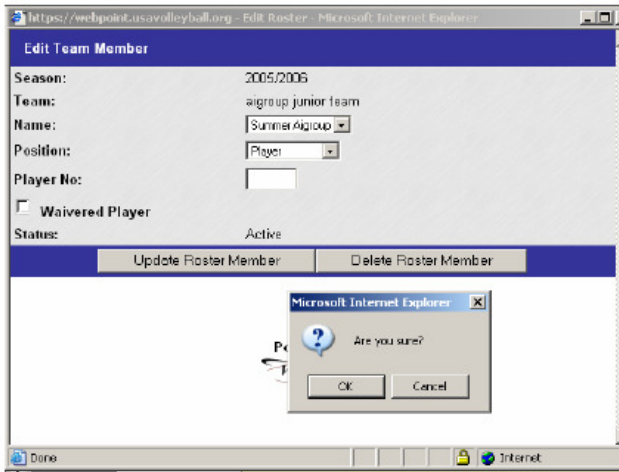 https://webpoint.usavolleyball.org - Edit Roster - Microsoft Internet Explorer
Edit Team Member
Season: 2005/2006
Team: aigroup junior team
Name: Summer Aigroup
Position: Player
Player No:
Waivered Player
Status: Active
Update Roster Member Delete Roster Member
Microsoft Internet Explorer
Are you sure?
OK Cancel
Done Internet